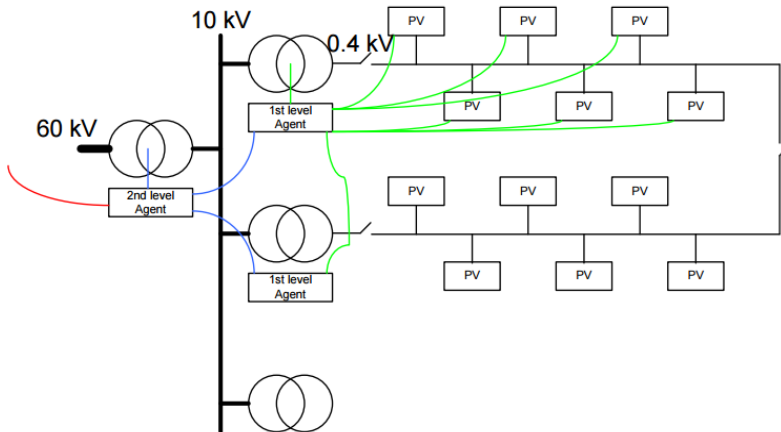 10 kV
PV
PV
PV
0.4 kV
PV
PV
PV
1st level
Agent
60 kV
2nd level
Agent
PV
PV
PV
PV
PV
PV
1st level
Agent